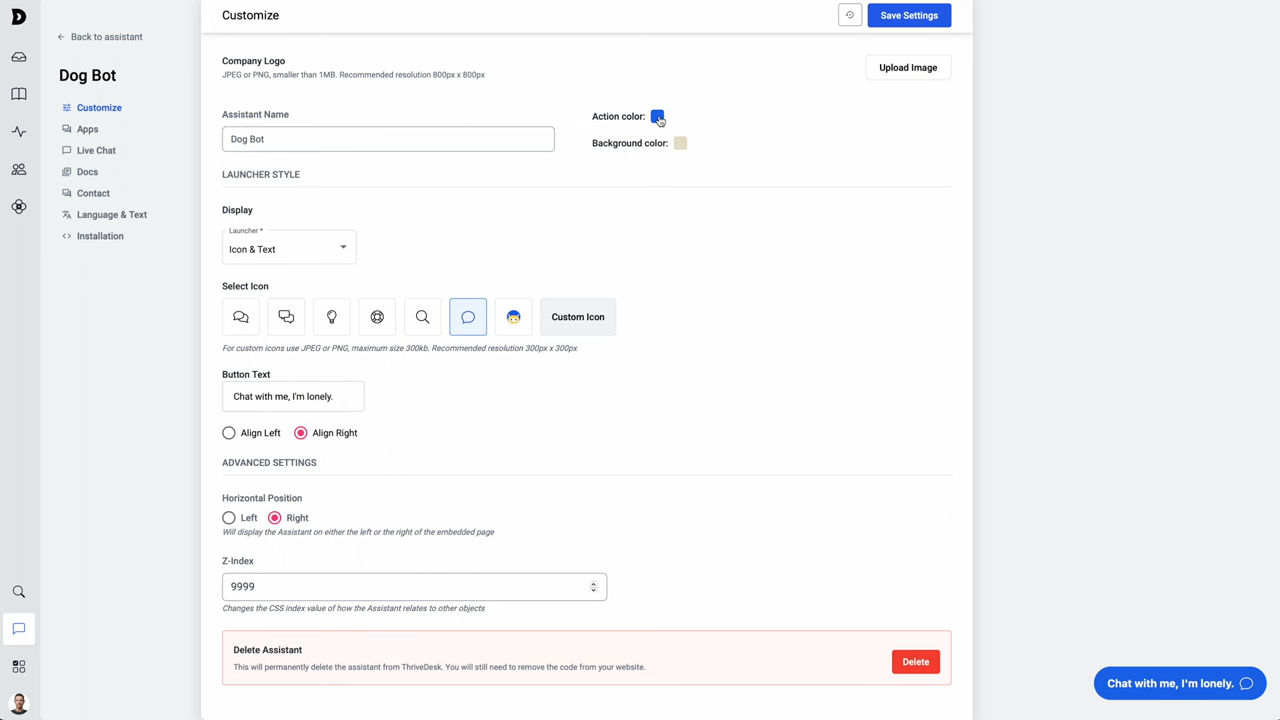 Customize
Save Settings
← Back to assistant
Dog Bot
Customize
Apps
Live Chat
Docs
Contact
Language & Text
Installation
Company Logo
JPEG or PNG, smaller than 1MB. Recommended resolution 800px x 800px
Upload Image
Assistant Name
Dog Bot
Action color:
Background color:
LAUNCHER STYLE
Display
Launcher *
Icon & Text
Select Icon
Custom Icon
For custom icons use JPEG or PNG, maximum size 300kb. Recommended resolution 300px x 300px
Button Text
Chat with me, I'm lonely.
Align Left
Align Right
ADVANCED SETTINGS
Horizontal Position
Left
Right
Will display the Assistant on either the left or the right of the embedded page
Z-Index
9999
Changes the CSS index value of how the Assistant relates to other objects
Delete Assistant
This will permanently delete the assistant from ThriveDesk. You will still need to remove the code from your website.
Delete
Chat with me, I'm lonely.